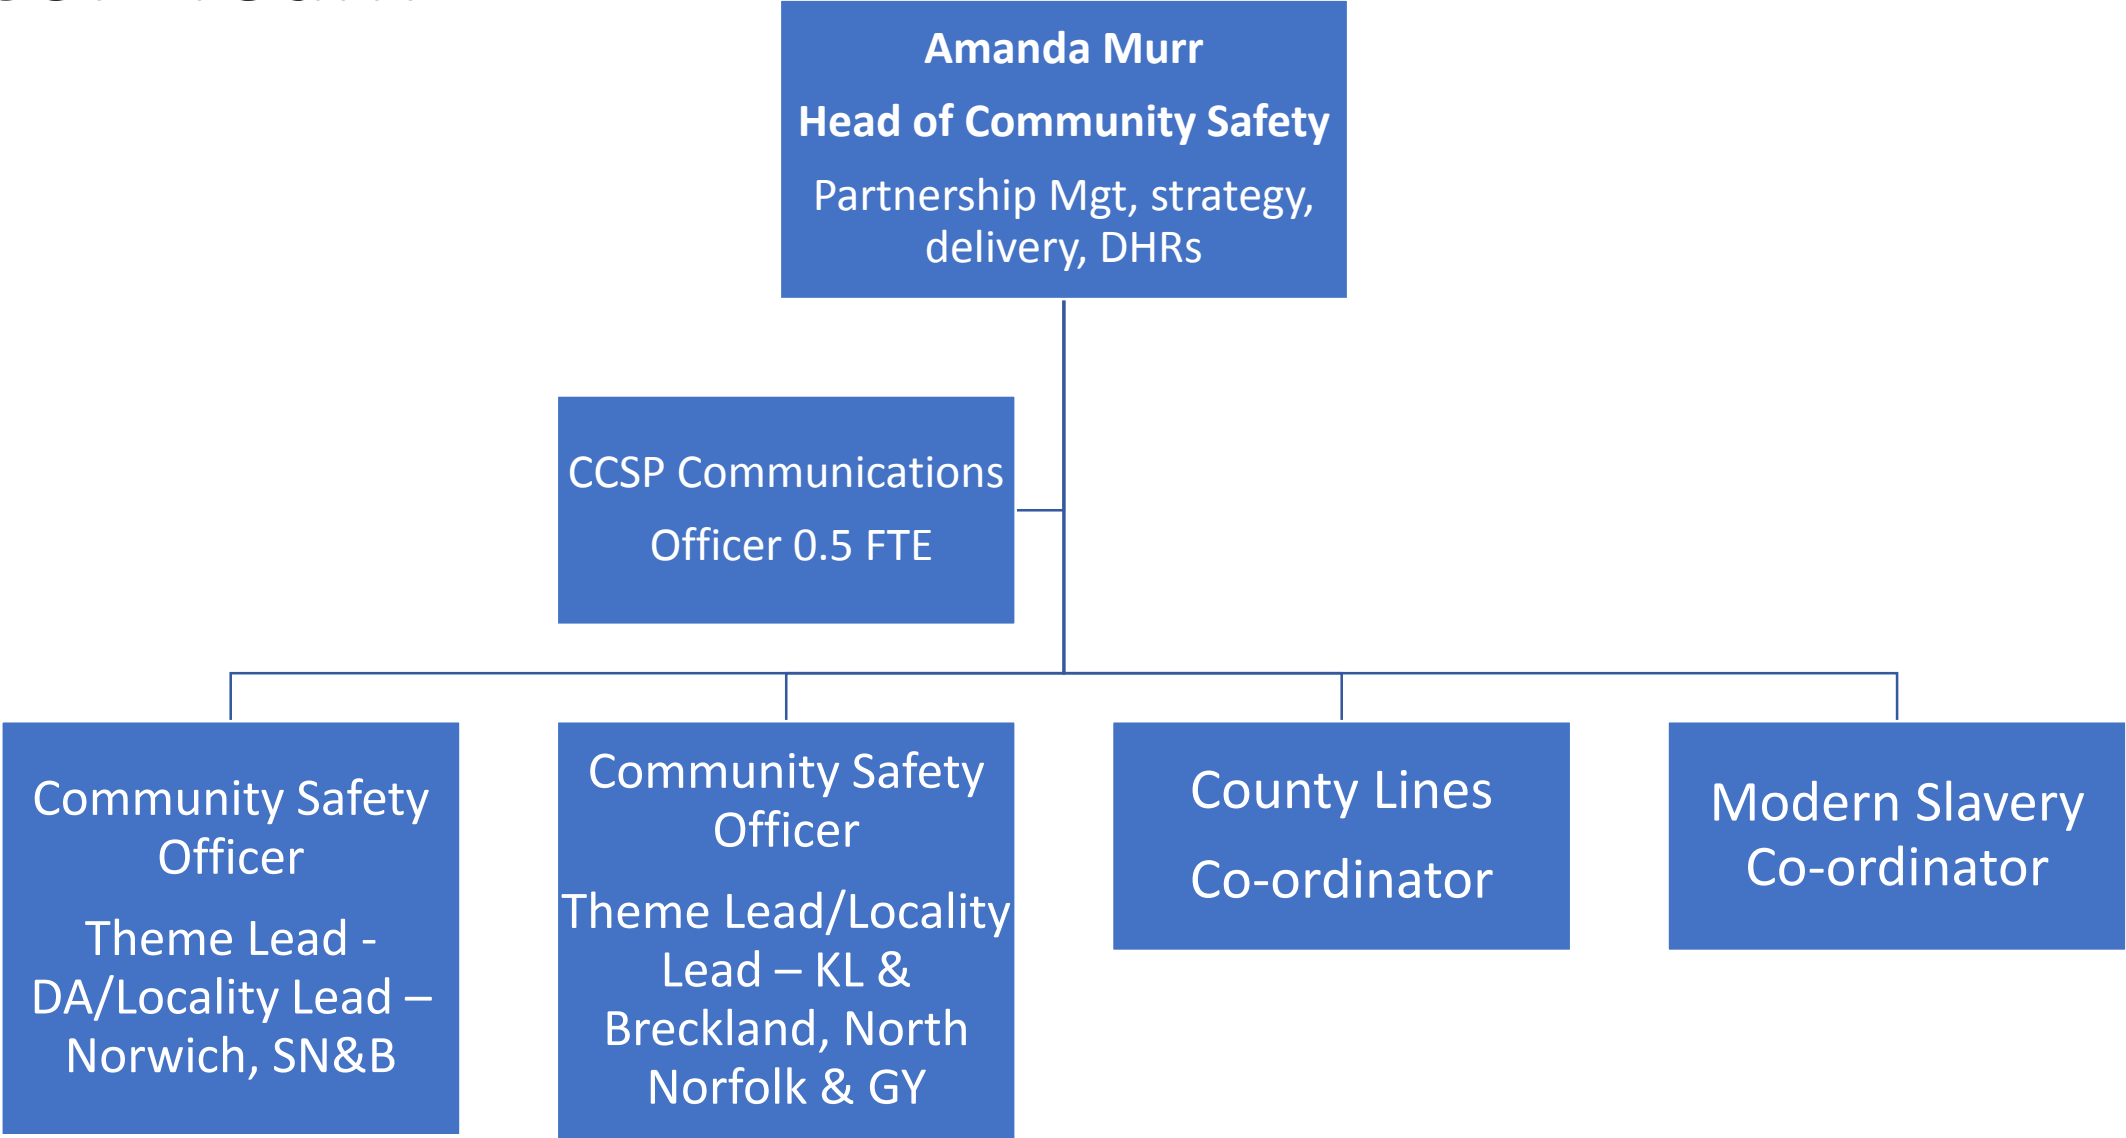 Amanda Murr
Head of Community Safety
Partnership Mgt, strategy,
delivery, DHRs
CCSP Communications
Officer 0.5 FTE
Community Safety
Officer
Theme Lead -
DA/Locality Lead –
Norwich, SN&B
Community Safety
Officer
Theme Lead/Locality
Lead – KL &
Breckland, North
Norfolk & GY
County Lines
Co-ordinator
Modern Slavery
Co-ordinator